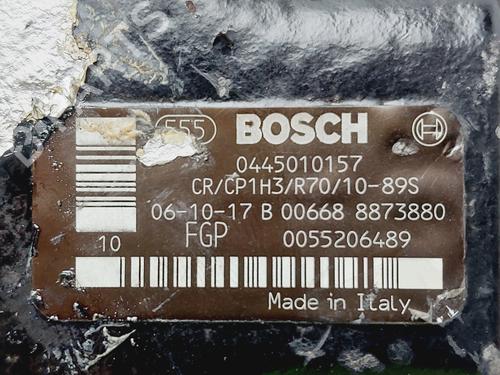 555 BOSCH
0445010157
CR/CP1H3/R70/10-89S
06-10-17 B 00668 8873880
10 FGP 0055206489
Made in Italy